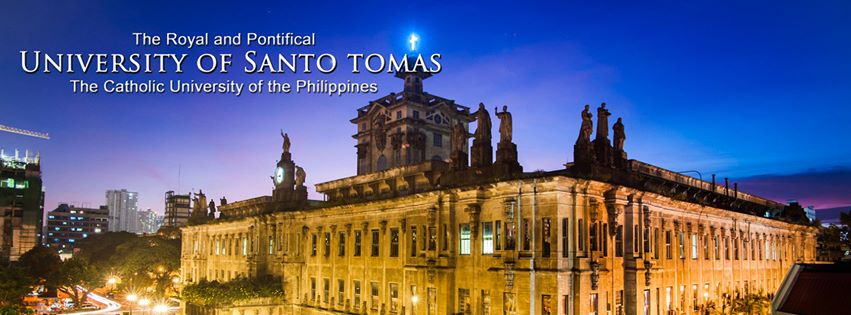 The Royal and Pontifical
UNIVERSITY OF SANTO TOMAS
The Catholic University of the Philippines